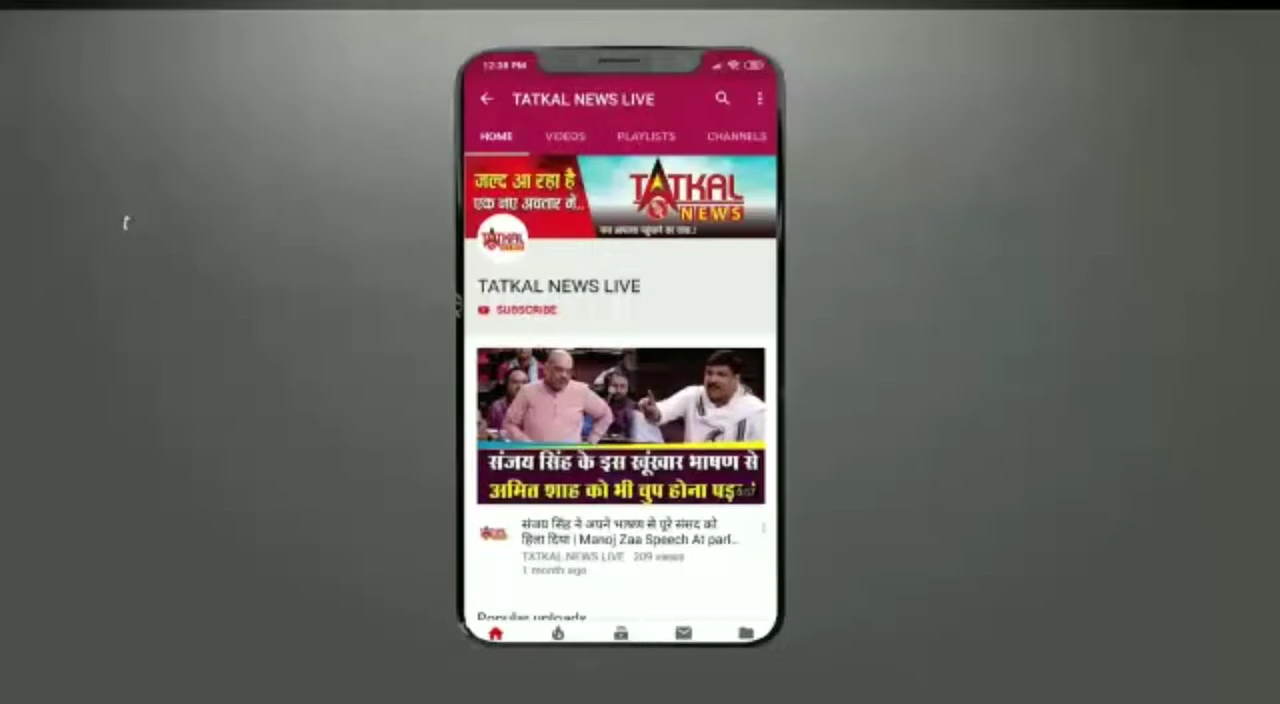 t
12:38 PM
TATKAL NEWS LIVE
HOME VIDEOS PLAYLISTS CHANNELS
जल्द आ रहा है
एक नए अवतार में..
TATKAL
NEWS
TATKAL
TATKAL NEWS LIVE
SUBSCRIBE
संजय सिंह के इस खूंखार भाषण से
अमित शाह को भी चुप होना पड़
संजय सिंह ने अपने भाषण से पूरे संसद को
हिला दिया | Manoj Zaa Speech At parl..
TATKAL NEWS LIVE 209 views
1 month ago
Popular uploads